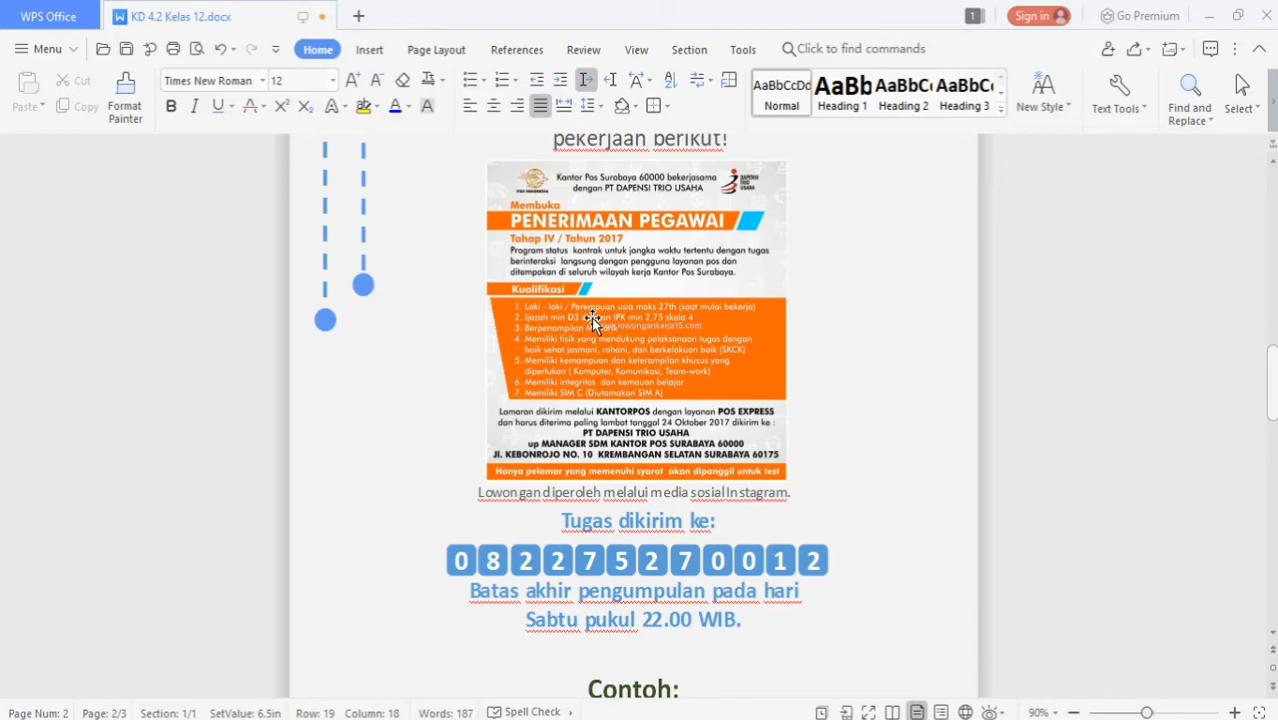 WPS Office
KD 4.2 Kelas 12.docx
1
Sign in
Go Premium
Menu
Home
Insert
Page Layout
References
Review
View
Section
Tools
Click to find commands
Paste
Cut
Copy
Format Painter
Times New Roman
12
AaBbCcDd
Normal
AaBb
Heading 1
AaBbC
Heading 2
AaBbC
Heading 3
New Style
Text Tools
Find and Replace
Select
pekerjaan berikut!
POS INDONESIA
Kantor Pos Surabaya 60000 bekerjasama
dengan PT DAPENSI TRIO USAHA
DAPENSI TRIO USAHA
Membuka
PENERIMAAN PEGAWAI
Tahap IV / Tahun 2017
Program status kontrak untuk jangka waktu tertentu dengan tugas
berinteraksi langsung dengan pengguna layanan pos dan
ditempakan di seluruh wilayah kerja Kantor Pos Surabaya.
Kualifikasi
1. Laki - laki / Perempuan usia maks 27th (saat mulai bekerja)
2. Ijazah min D3 dengan IPK min 2,75 skala 4
3. Berpenampilan
lowongankerja15.com
4. Memiliki fisik yang mendukung pelaksanaan tugas dengan
baik sehat jasmani, rohani, dan berkelakuan baik (SKCK)
5. Memiliki kemampuan dan keterampilan khusus yang
diperlukan ( Komputer, Komunikasi, Team-work)
6. Memiliki integritas dan kemauan belajar
7. Memiliki SIM C (Diutamakan SIM A)
Lamaran dikirim melalui KANTORPOS dengan layanan POS EXPRESS
dan harus diterima paling lambat tanggal 24 Oktober 2017 dikirim ke :
PT DAPENSI TRIO USAHA
up MANAGER SDM KANTOR POS SURABAYA 60000
JL. KEBONROJO NO. 10 KREMBANGAN SELATAN SURABAYA 60175
Hanya pelamar yang memenuhi syarat akan dipanggil untuk test
Lowongan diperoleh melalui media sosial Instagram.
Tugas dikirim ke:
082275270012
Batas akhir pengumpulan pada hari
Sabtu pukul 22.00 WIB.
Contoh:
Page Num: 2
Page: 2/3
Section: 1/1
SetValue: 6.5in
Row: 19
Column: 18
Words: 187
Spell Check
90%